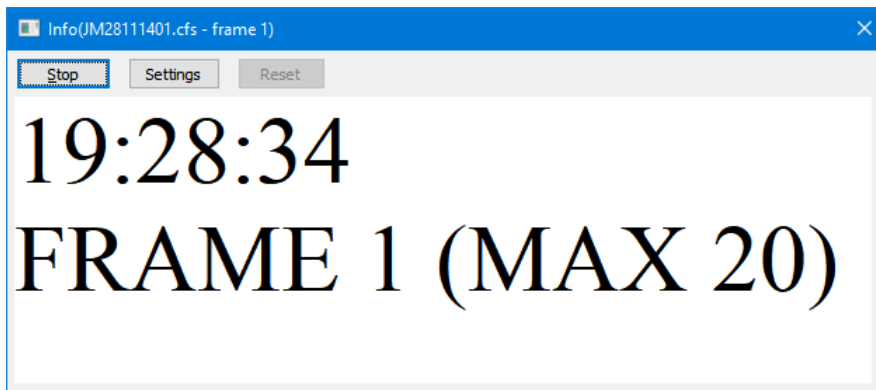 Info(JM28111401.cfs - frame 1)
Stop Settings Reset
19:28:34
FRAME 1 (MAX 20)